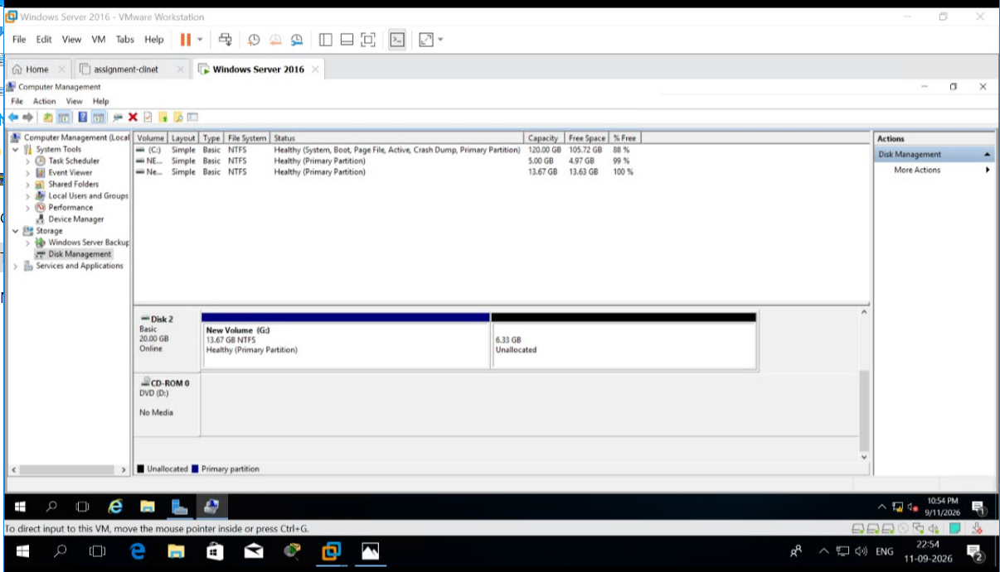 Windows Server 2016 - VMware Workstation
File Edit View VM Tabs Help
Home assignment-clinet Windows Server 2016
Computer Management
File Action View Help
Computer Management (Local
System Tools
Task Scheduler
Event Viewer
Shared Folders
Local Users and Groups
Performance
Device Manager
Storage
Windows Server Backup
Disk Management
Services and Applications
Volume Layout Type File System Status Capacity Free Space % Free
(C:) Simple Basic NTFS Healthy (System, Boot, Page File, Active, Crash Dump, Primary Partition) 120.00 GB 105.72 GB 88 %
NE... Simple Basic NTFS Healthy (Primary Partition) 5.00 GB 4.97 GB 99 %
Ne... Simple Basic NTFS Healthy (Primary Partition) 13.67 GB 13.63 GB 100 %
Actions
Disk Management
More Actions
Disk 2
Basic
20.00 GB
Online
New Volume (G:)
13.67 GB NTFS
Healthy (Primary Partition)
6.33 GB
Unallocated
CD-ROM 0
DVD (D:)
No Media
Unallocated Primary partition
10:54 PM
9/11/2026
1
To direct input to this VM, move the mouse pointer inside or press Ctrl+G.
ENG
22:54
11-09-2026
2